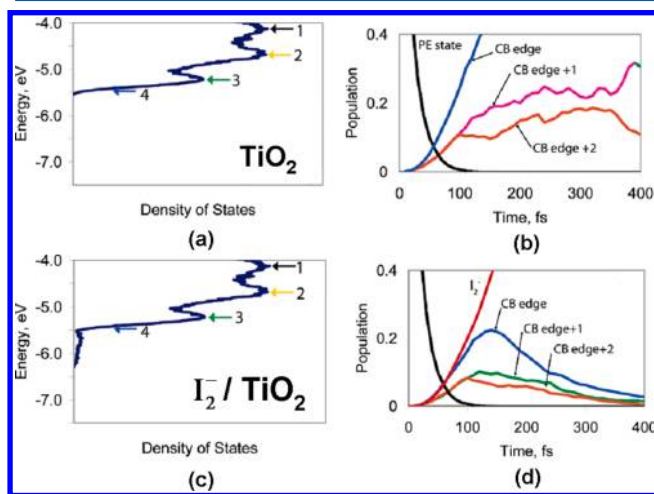 -4.0
-5.0
-6.0
-7.0
Energy, eV
1
2
3
4
TiO2
Density of States
(a)
0.4
0.2
0
Population
PE state
CB edge
CB edge +1
CB edge +2
0 100 200 300 400
Time, fs
(b)
-4.0
-5.0
-6.0
-7.0
Energy, eV
1
2
3
4
I2- / TiO2
Density of States
(c)
0.4
0.2
0
Population
I2-
CB edge
CB edge+1
CB edge+2
0 100 200 300 400
Time, fs
(d)